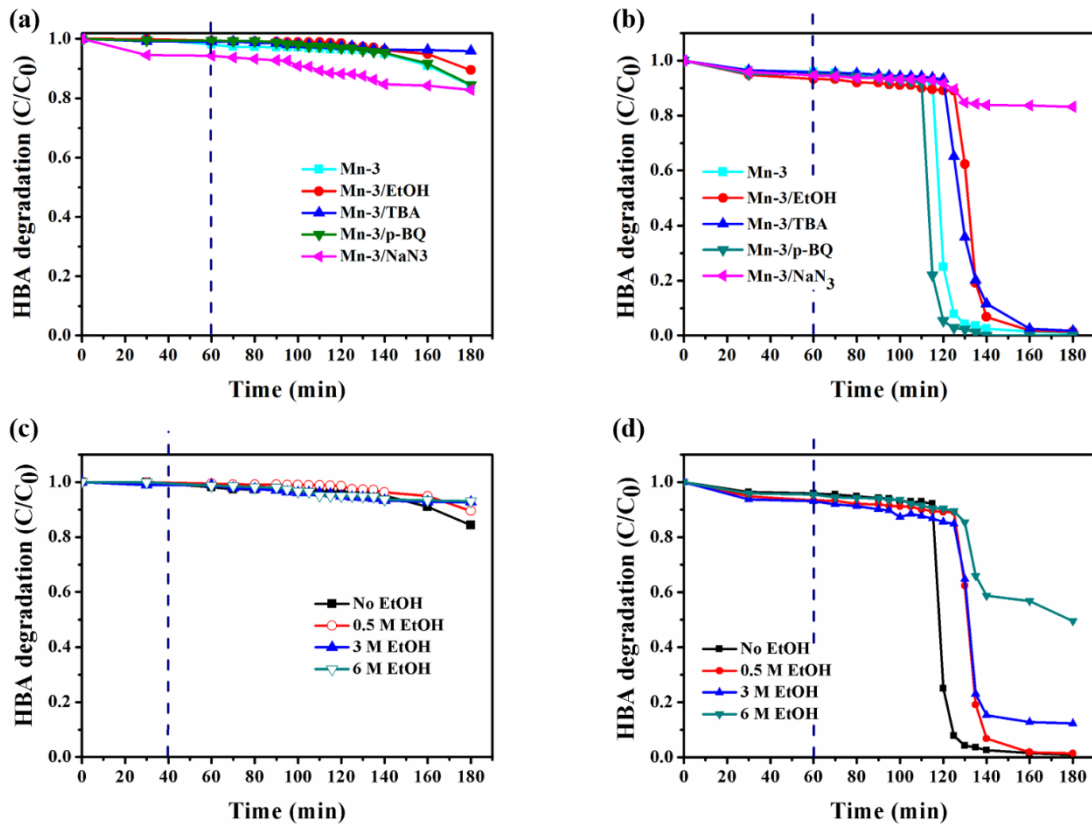 (a)
HBA degradation (C/C0)
1.0
0.8
0.6
0.4
0.2
0.0
Mn-3
Mn-3/EtOH
Mn-3/TBA
Mn-3/p-BQ
Mn-3/NaN3
0 20 40 60 80 100 120 140 160 180
Time (min)
(b)
HBA degradation (C/C0)
1.0
0.8
0.6
0.4
0.2
0.0
Mn-3
Mn-3/EtOH
Mn-3/TBA
Mn-3/p-BQ
Mn-3/NaN3
0 20 40 60 80 100 120 140 160 180
Time (min)
(c)
HBA degradation (C/C0)
1.0
0.8
0.6
0.4
0.2
0.0
No EtOH
0.5 M EtOH
3 M EtOH
6 M EtOH
0 20 40 60 80 100 120 140 160 180
Time (min)
(d)
HBA degradation (C/C0)
1.0
0.8
0.6
0.4
0.2
0.0
No EtOH
0.5 M EtOH
3 M EtOH
6 M EtOH
0 20 40 60 80 100 120 140 160 180
Time (min)